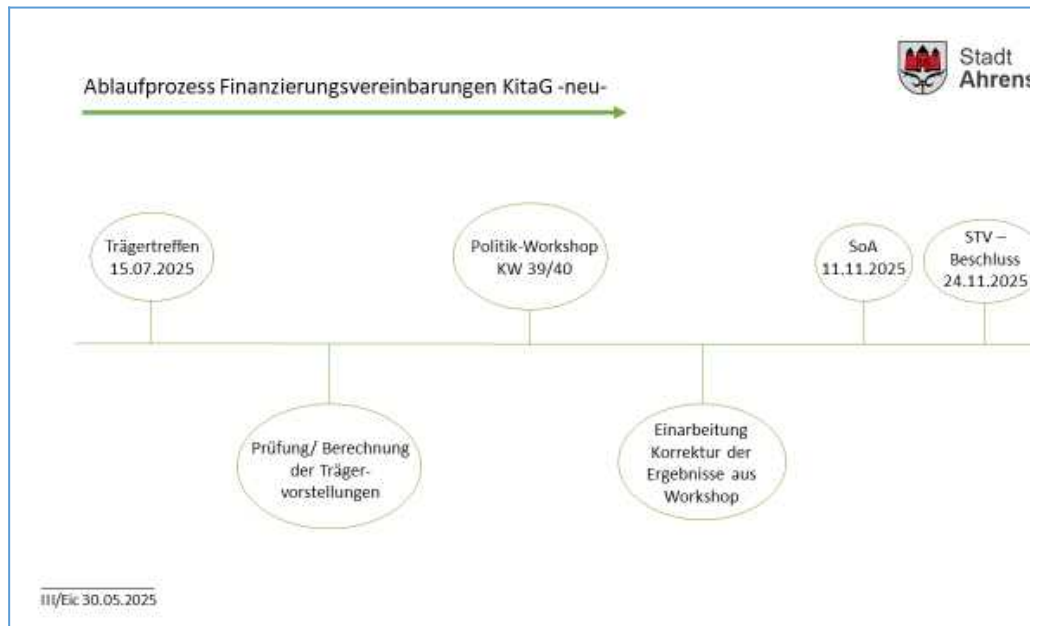 Stadt
Ahrens
Ablaufprozess Finanzierungsvereinbarungen KitaG -neu-
Trägertreffen
15.07.2025
Prüfung/ Berechnung
der Träger-
vorstellungen
Politik-Workshop
KW 39/40
Einarbeitung
Korrektur der
Ergebnisse aus
Workshop
SoA
11.11.2025
STV –
Beschluss
24.11.2025
III/Eic 30.05.2025